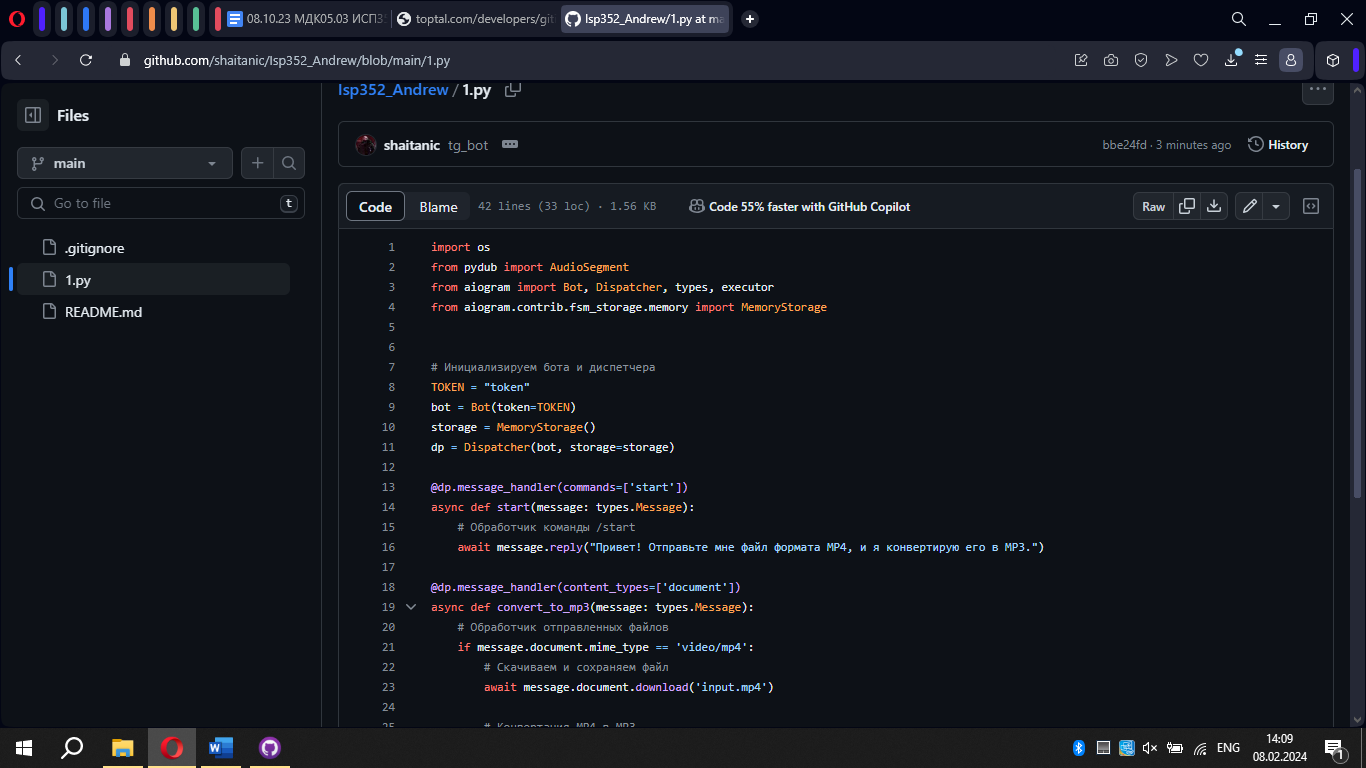 08.10.23 МДК05.03 ИСП3
toptal.com/developers/git
Isp352_Andrew/1.py at ma
github.com/shaitanic/Isp352_Andrew/blob/main/1.py
Files
main
Go to file
t
.gitignore
1.py
README.md
Isp352_Andrew / 1.py
shaitanic tg_bot
bbe24fd · 3 minutes ago
History
Code
Blame
42 lines (33 loc) · 1.56 KB
Code 55% faster with GitHub Copilot
Raw
1 import os
2 from pydub import AudioSegment
3 from aiogram import Bot, Dispatcher, types, executor
4 from aiogram.contrib.fsm_storage.memory import MemoryStorage
5
6
7 # Инициализируем бота и диспетчера
8 TOKEN = "token"
9 bot = Bot(token=TOKEN)
10 storage = MemoryStorage()
11 dp = Dispatcher(bot, storage=storage)
12
13 @dp.message_handler(commands=['start'])
14 async def start(message: types.Message):
15 # Обработчик команды /start
16 await message.reply("Привет! Отправьте мне файл формата MP4, и я конвертирую его в MP3.")
17
18 @dp.message_handler(content_types=['document'])
19 async def convert_to_mp3(message: types.Message):
20 # Обработчик отправленных файлов
21 if message.document.mime_type == 'video/mp4':
22 # Скачиваем и сохраняем файл
23 await message.document.download('input.mp4')
24
25 # Конвертация MP4 в MP3
ENG
14:09
08.02.2024
1